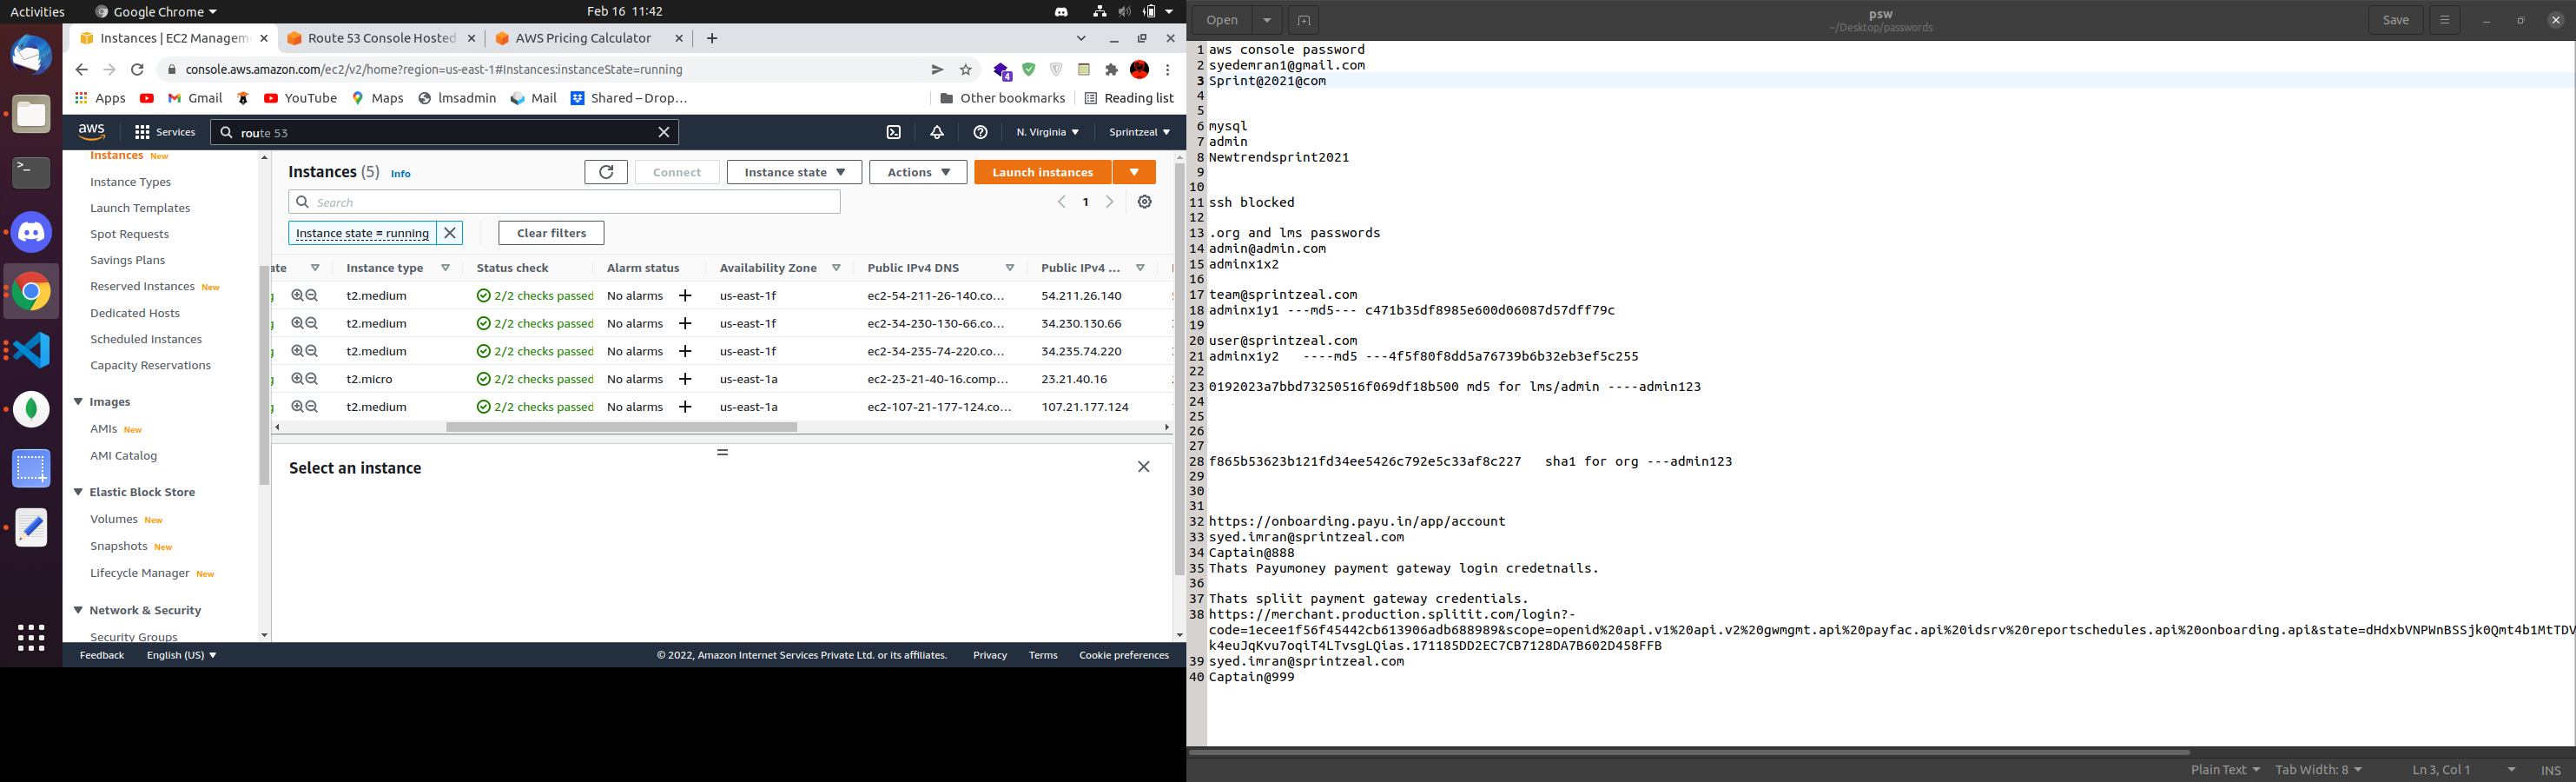 Activities
Google Chrome
Feb 16 11:42
Instances | EC2 Managem
Route 53 Console Hosted
AWS Pricing Calculator
console.aws.amazon.com/ec2/v2/home?region=us-east-1#Instances:instanceState=running
4
Apps
Gmail
YouTube
Maps
lmsadmin
Mail
Shared – Drop…
Other bookmarks
Reading list
aws
Services
route 53
N. Virginia
Sprintzeal
Instances New
Instance Types
Launch Templates
Spot Requests
Savings Plans
Reserved Instances New
Dedicated Hosts
Scheduled Instances
Capacity Reservations
Images
AMIs New
AMI Catalog
Elastic Block Store
Volumes New
Snapshots New
Lifecycle Manager New
Network & Security
Security Groups
Instances (5) Info
Connect
Instance state
Actions
Launch instances
Search
1
Instance state = running
Clear filters
ate Instance type Status check Alarm status Availability Zone Public IPv4 DNS Public IPv4 ...
t2.medium 2/2 checks passed No alarms + us-east-1f ec2-54-211-26-140.co… 54.211.26.140
t2.medium 2/2 checks passed No alarms + us-east-1f ec2-34-230-130-66.co… 34.230.130.66
t2.medium 2/2 checks passed No alarms + us-east-1f ec2-34-235-74-220.co… 34.235.74.220
t2.micro 2/2 checks passed No alarms + us-east-1a ec2-23-21-40-16.comp… 23.21.40.16
t2.medium 2/2 checks passed No alarms + us-east-1a ec2-107-21-177-124.co… 107.21.177.124
Select an instance
Feedback
English (US)
© 2022, Amazon Internet Services Private Ltd. or its affiliates.
Privacy
Terms
Cookie preferences
Open
psw
~/Desktop/passwords
Save
1 aws console password
2 syedemran1@gmail.com
3 Sprint@2021@com
4
5
6 mysql
7 admin
8 Newtrendsprint2021
9
10
11 ssh blocked
12
13 .org and lms passwords
14 admin@admin.com
15 adminx1x2
16
17 team@sprintzeal.com
18 adminx1y1 ---md5--- c471b35df8985e600d06087d57dff79c
19
20 user@sprintzeal.com
21 adminx1y2   ----md5 ---4f5f80f8dd5a76739b6b32eb3ef5c255
22
23 0192023a7bbd73250516f069df18b500 md5 for lms/admin ----admin123
24
25
26
27
28 f865b53623b121fd34ee5426c792e5c33af8c227   sha1 for org ---admin123
29
30
31
32 https://onboarding.payu.in/app/account
33 syed.imran@sprintzeal.com
34 Captain@888
35 Thats Payumoney payment gateway login credetnails.
36
37 Thats spliit payment gateway credentials.
38 https://merchant.production.splitit.com/login?-
code=1ecee1f56f45442cb613906adb688989&scope=openid%20api.v1%20api.v2%20gwmgmt.api%20payfac.api%20idsrv%20reportschedules.api%20onboarding.api&state=dHdxbVNPWnBSSjk0Qmt4b1MtTDV
k4euJqKvu7oqiT4LTvsgLQias.171185DD2EC7CB7128DA7B602D458FFB
39 syed.imran@sprintzeal.com
40 Captain@999
Plain Text
Tab Width: 8
Ln 3, Col 1
INS